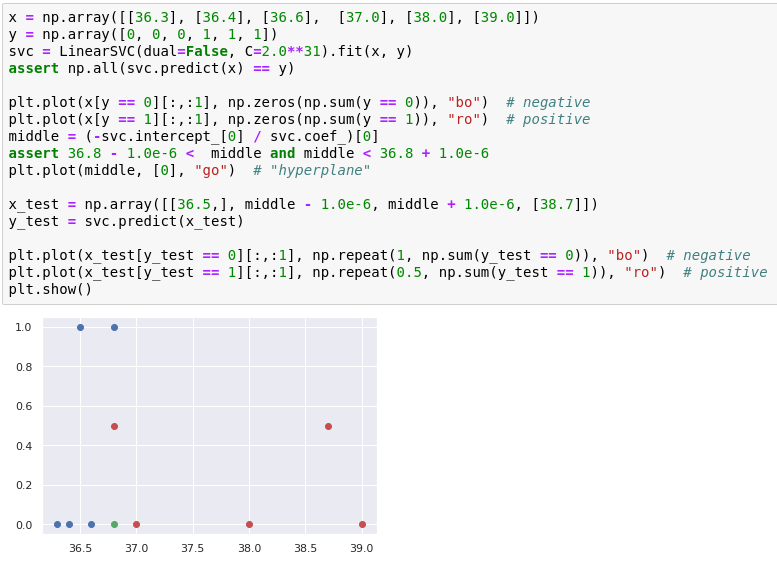 x = np.array([[36.3], [36.4], [36.6],  [37.0], [38.0], [39.0]])
y = np.array([0, 0, 0, 1, 1, 1])
svc = LinearSVC(dual=False, C=2.0**31).fit(x, y)
assert np.all(svc.predict(x) == y)
plt.plot(x[y == 0][:,:1], np.zeros(np.sum(y == 0)), "bo")  # negative
plt.plot(x[y == 1][:,:1], np.zeros(np.sum(y == 1)), "ro")  # positive
middle = (-svc.intercept_[0] / svc.coef_)[0]
assert 36.8 - 1.0e-6 <  middle and middle < 36.8 + 1.0e-6
plt.plot(middle, [0], "go")  # "hyperplane"
x_test = np.array([[36.5,], middle - 1.0e-6, middle + 1.0e-6, [38.7]])
y_test = svc.predict(x_test)
plt.plot(x_test[y_test == 0][:,:1], np.repeat(1, np.sum(y_test == 0)), "bo")  # negative
plt.plot(x_test[y_test == 1][:,:1], np.repeat(0.5, np.sum(y_test == 1)), "ro")  # positive
plt.show()
1.0
0.8
0.6
0.4
0.2
0.0
36.5 37.0 37.5 38.0 38.5 39.0